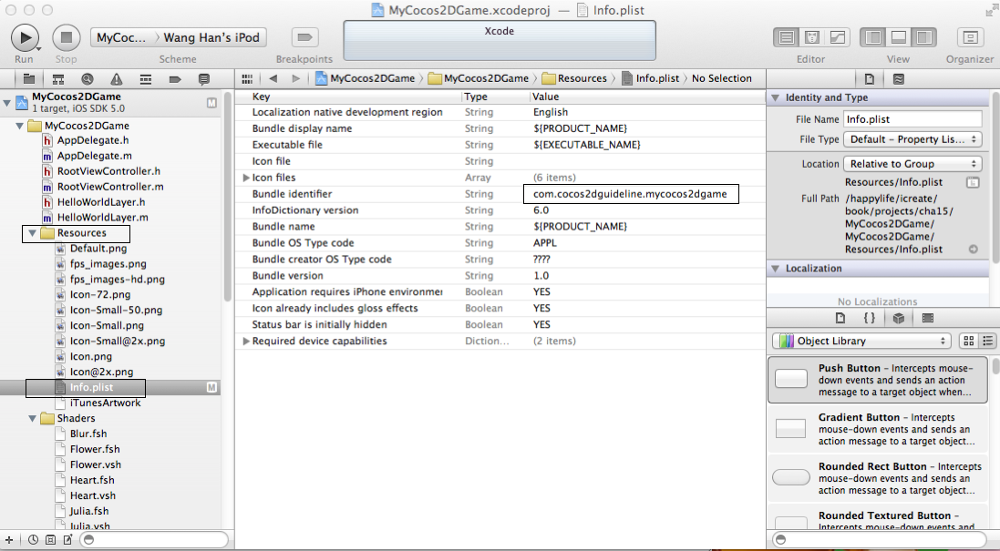 MyCocos2DGame.xcodeproj — Info.plist
MyCoc... Wang Han's iPod
Xcode
Run Stop Scheme Breakpoints Editor View Organizer
MyCocos2DGame MyCocos2DGame Resources Info.plist No Selection
MyCocos2DGame M
1 target, iOS SDK 5.0
MyCocos2DGame
h AppDelegate.h
m AppDelegate.m
h RootViewController.h
m RootViewController.m
h HelloWorldLayer.h
m HelloWorldLayer.m
Resources
Default.png
fps_images.png
fps_images-hd.png
Icon-72.png
Icon-Small-50.png
Icon-Small.png
Icon-Small@2x.png
Icon.png
Icon@2x.png
Info.plist M
iTunesArtwork
Shaders
Blur.fsh
Flower.fsh
Flower.vsh
Heart.fsh
Heart.vsh
Julia.fsh
Julia.vsh
Key Type Value
Localization native development region String English
Bundle display name String ${PRODUCT_NAME}
Executable file String ${EXECUTABLE_NAME}
Icon file String
Icon files Array (6 items)
Bundle identifier String com.cocos2dguideline.mycocos2dgame
InfoDictionary version String 6.0
Bundle name String ${PRODUCT_NAME}
Bundle OS Type code String APPL
Bundle creator OS Type code String ????
Bundle version String 1.0
Application requires iPhone environmer Boolean YES
Icon already includes gloss effects Boolean YES
Status bar is initially hidden Boolean YES
Required device capabilities Diction... (2 items)
Identity and Type
File Name Info.plist
File Type Default – Property Lis...
Location Relative to Group
Resources/Info.plist
Full Path /happylife/icreate/
book/projects/cha15/
MyCocos2DGame/
MyCocos2DGame/
Resources/Info.plist
Localization
No Localizations
{ }
Object Library
Push Button – Intercepts mouse-
down events and sends an action
message to a target object when...
Gradient Button – Intercepts
mouse-down events and sends an
action message to a target object...
Rounded Rect Button – Intercepts
mouse-down events and sends an
action message to a target object...
Rounded Textured Button –
Intercepts mouse-down events and